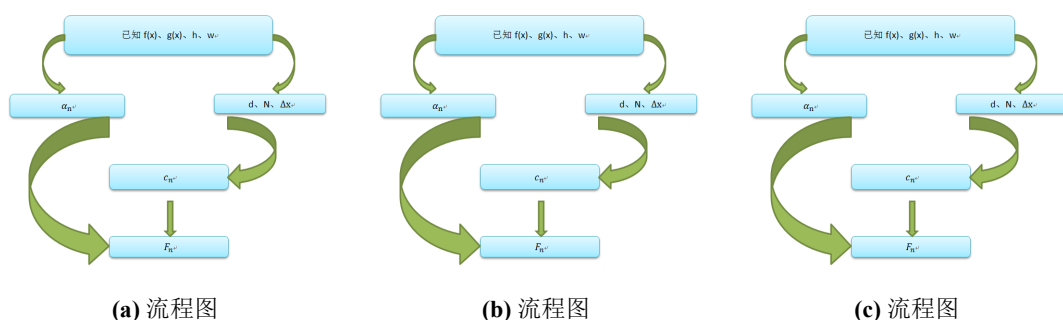 已知 f(x)、g(x)、h、w↵
αn↵
d、N、Δx↵
cn↵
Fn↵
(a) 流程图
已知 f(x)、g(x)、h、w↵
αn↵
d、N、Δx↵
cn↵
Fn↵
(b) 流程图
已知 f(x)、g(x)、h、w↵
αn↵
d、N、Δx↵
cn↵
Fn↵
(c) 流程图